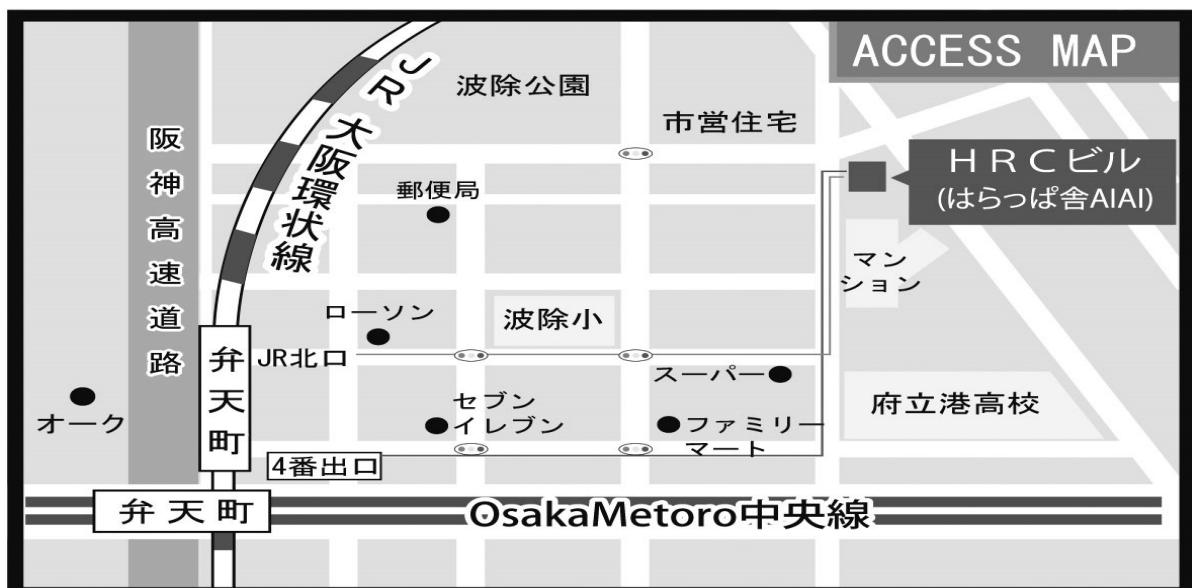 ACCESS MAP
JR大阪環状線
波除公園
市営住宅
阪神高速道路
HRCビル
(はらっぱ舎AIAI)
郵便局
マン
ション
ローソン
波除小
JR北口
弁天町
スーパー
オーク
セブン
イレブン
ファミリー
マート
府立港高校
4番出口
弁天町
OsakaMetoro中央線